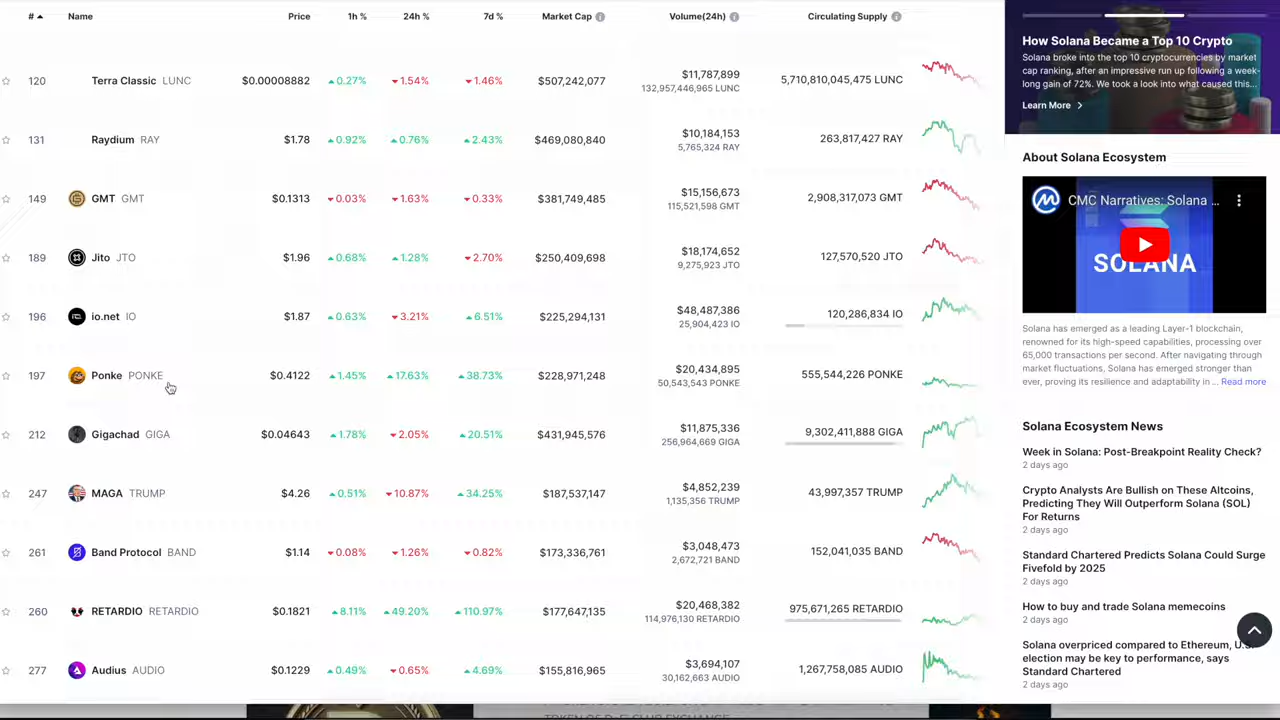 # Name Price 1h % 24h % 7d % Market Cap Volume(24h) Circulating Supply
120 Terra Classic LUNC $0.00008882 0.27% 1.54% 1.46% $507,242,077 $11,787,899 5,710,810,045,475 LUNC
132,957,446,965 LUNC
131 Raydium RAY $1.78 0.92% 0.76% 2.43% $469,080,840 $10,184,153 263,817,427 RAY
5,765,324 RAY
149 GMT GMT $0.1313 0.03% 1.63% 0.33% $381,749,485 $15,156,673 2,908,317,073 GMT
115,521,598 GMT
189 Jito JTO $1.96 0.68% 1.28% 2.70% $250,409,698 $18,174,652 127,570,520 JTO
9,275,923 JTO
196 io.net IO $1.87 0.63% 3.21% 6.51% $225,294,131 $48,487,386 120,286,834 IO
25,904,423 IO
197 Ponke PONKE $0.4122 1.45% 17.63% 38.73% $228,971,248 $20,434,895 555,544,226 PONKE
50,543,543 PONKE
212 Gigachad GIGA $0.04643 1.78% 2.05% 20.51% $431,945,576 $11,875,336 9,302,411,888 GIGA
256,964,669 GIGA
247 MAGA TRUMP $4.26 0.51% 10.87% 34.25% $187,537,147 $4,852,239 43,997,357 TRUMP
1,135,356 TRUMP
261 Band Protocol BAND $1.14 0.08% 1.26% 0.82% $173,336,761 $3,048,473 152,041,035 BAND
2,672,721 BAND
260 RETARDIO RETARDIO $0.1821 8.11% 49.20% 110.97% $177,647,135 $20,468,382 975,671,265 RETARDIO
114,976,130 RETARDIO
277 Audius AUDIO $0.1229 0.49% 0.65% 4.69% $155,816,965 $3,694,107 1,267,758,085 AUDIO
30,162,663 AUDIO
How Solana Became a Top 10 Crypto
Solana broke into the top 10 cryptocurrencies by market
cap ranking, after an impressive run up following a week-
long gain of 72%. We took a look into what caused this...
Learn More
About Solana Ecosystem
CMC Narratives: Solana ...
SOLANA
Solana has emerged as a leading Layer-1 blockchain,
renowned for its high-speed capabilities, processing over
65,000 transactions per second. After navigating through
market fluctuations, Solana has emerged stronger than
ever, proving its resilience and adaptability in ... Read more
Solana Ecosystem News
Week in Solana: Post-Breakpoint Reality Check?
2 days ago
Crypto Analysts Are Bullish on These Altcoins,
Predicting They Will Outperform Solana (SOL)
For Returns
2 days ago
Standard Chartered Predicts Solana Could Surge
Fivefold by 2025
2 days ago
How to buy and trade Solana memecoins
2 days ago
Solana overpriced compared to Ethereum, U.S.
election may be key to performance, says
Standard Chartered
2 days ago